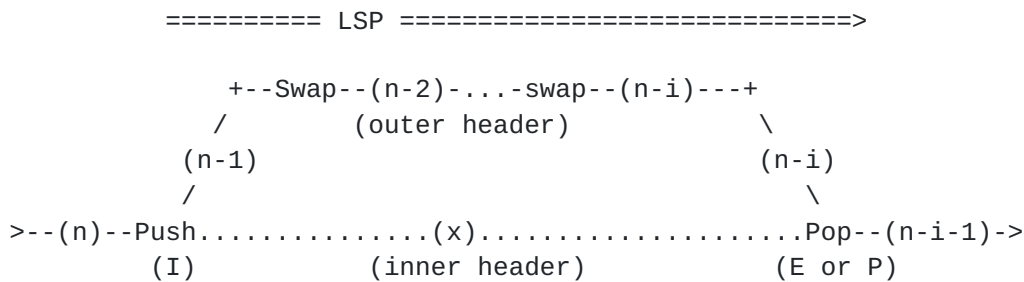 ========== LSP =============================>
+--Swap--(n-2)-...-swap--(n-i)---+
/        (outer header)             \
(n-1)                                (n-i)
/                                        \
>--(n)--Push...............(x).....................Pop--(n-i-1)->
(I)             (inner header)            (E or P)